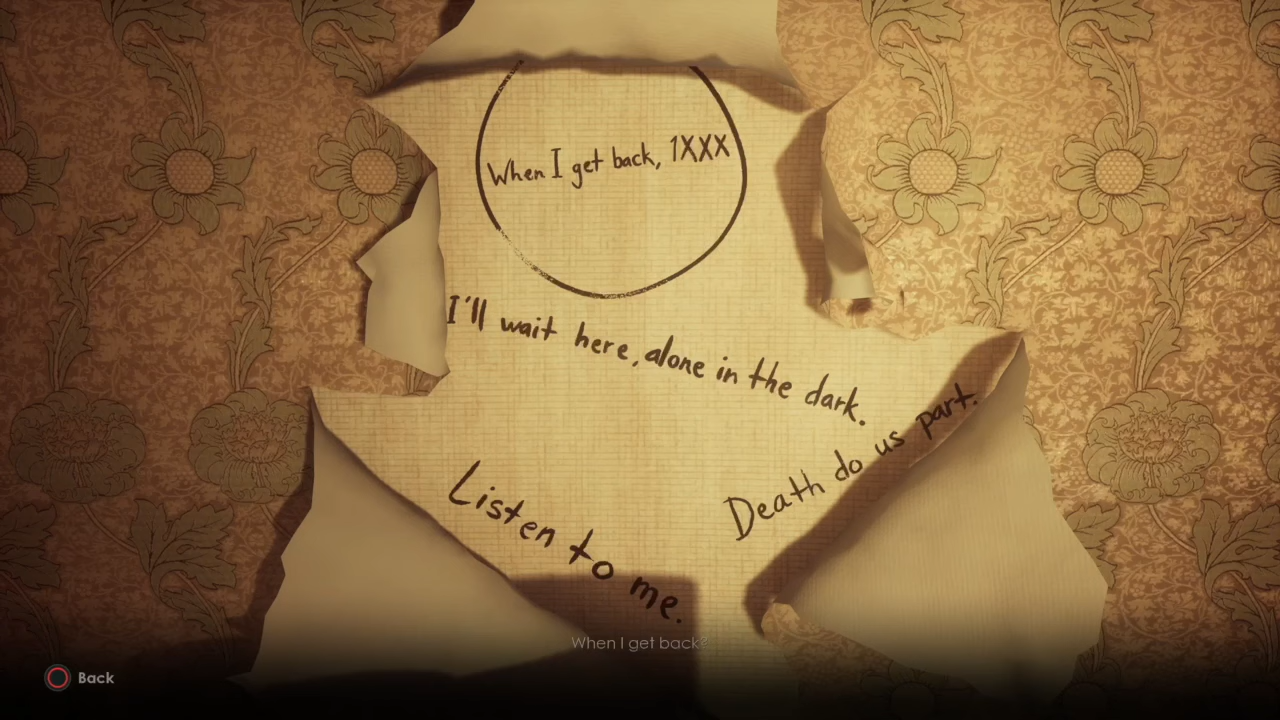 When I get back, 1XXX
I'll wait here, alone in the dark.
Death do us part.
Listen to me.
When I get back?
Back